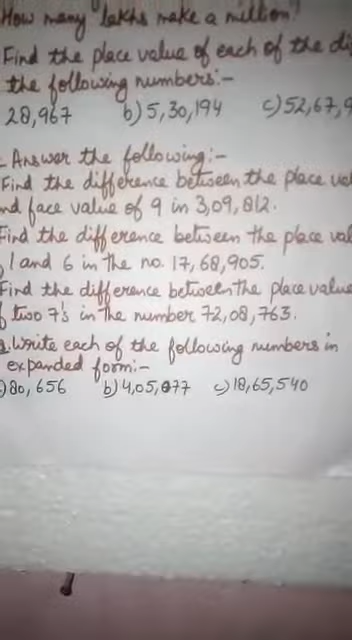 How many "lakhs make a million?
Find the place value of each of the
the following numbers:-
28,967 b) 5,30,194 c) 52,67,9
Answer the following:-
Find the difference between the place
and face value of 9 in 3,09,812.
Find the difference between the place
1 and 6 in the no. 17,68,905.
Find the difference between the place value
two 7's in the number 72,08,763.
Write each of the following numbers in
expanded form:-
80,656 b) 4,05,077 c) 18,65,540